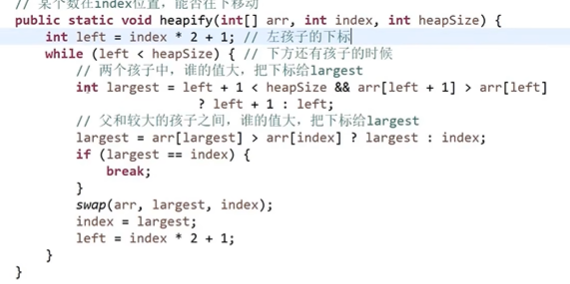 // 某个数在index位置，能否往下移动
public static void heapify(int[] arr, int index, int heapSize) {
int left = index * 2 + 1; // 左孩子的下标
while (left < heapSize) { // 下方还有孩子的时候
// 两个孩子中，谁的值大，把下标给largest
int largest = left + 1 < heapSize && arr[left + 1] > arr[left]
? left + 1 : left;
// 父和较大的孩子之间，谁的值大，把下标给largest
largest = arr[largest] > arr[index] ? largest : index;
if (largest == index) {
break;
}
swap(arr, largest, index);
index = largest;
left = index * 2 + 1;
}
}